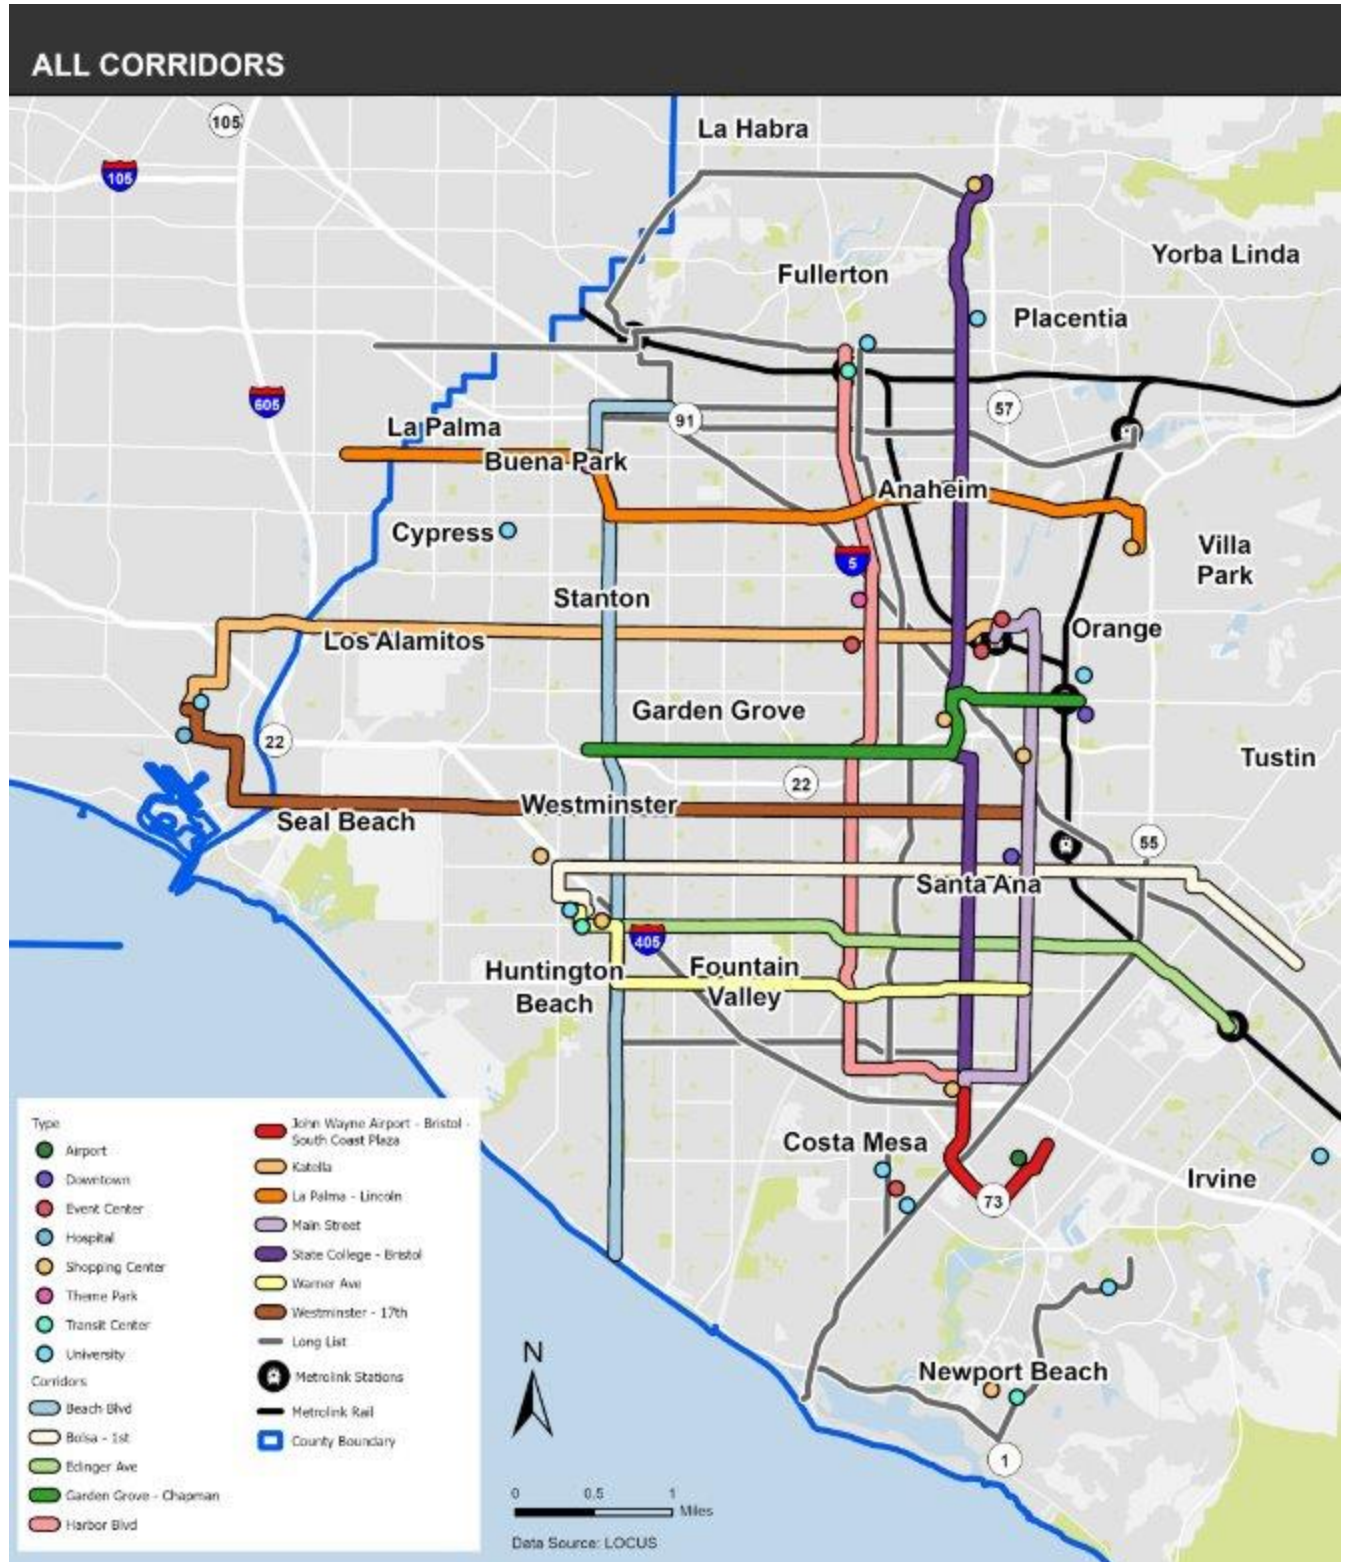 ALL CORRIDORS
La Habra
105
105
Yorba Linda
Fullerton
Placentia
605
57
91
La Palma
Buena Park
Anaheim
Cypress
5
Villa
Park
Stanton
Los Alamitos
Orange
Garden Grove
22
22
Tustin
Westminster
Seal Beach
55
Santa Ana
405
Huntington
Beach
Fountain
Valley
Costa Mesa
Irvine
73
Newport Beach
1
Type
Airport
Downtown
Event Center
Hospital
Shopping Center
Theme Park
Transit Center
University
Corridors
Beach Blvd
Bolsa - 1st
Edinger Ave
Garden Grove - Chapman
Harbor Blvd
John Wayne Airport - Bristol -
South Coast Plaza
Katella
La Palma - Lincoln
Main Street
State College - Bristol
Warner Ave
Westminster - 17th
Long List
Metrolink Stations
Metrolink Rail
County Boundary
N
0 0.5 1
Miles
Data Source: LOCUS